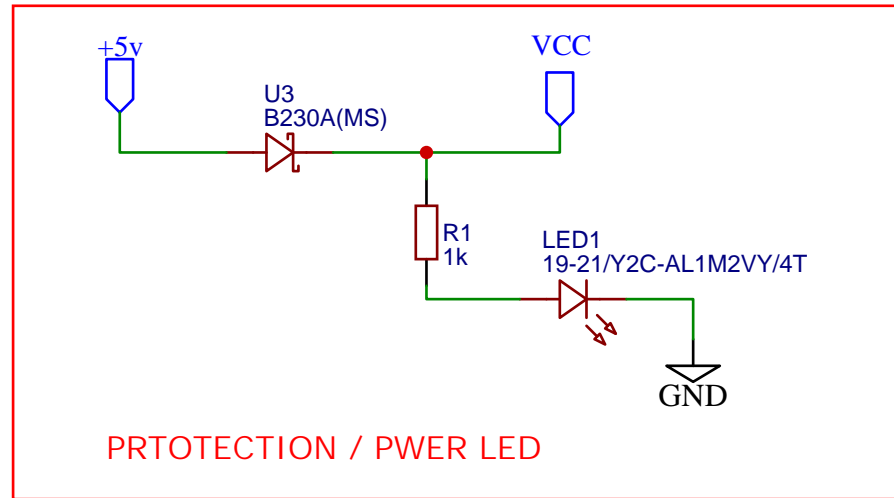 +5v
VCC
U3
B230A(MS)
R1
1k
LED1
19-21/Y2C-AL1M2VY/4T
GND
PRTOTECTION / PWER LED